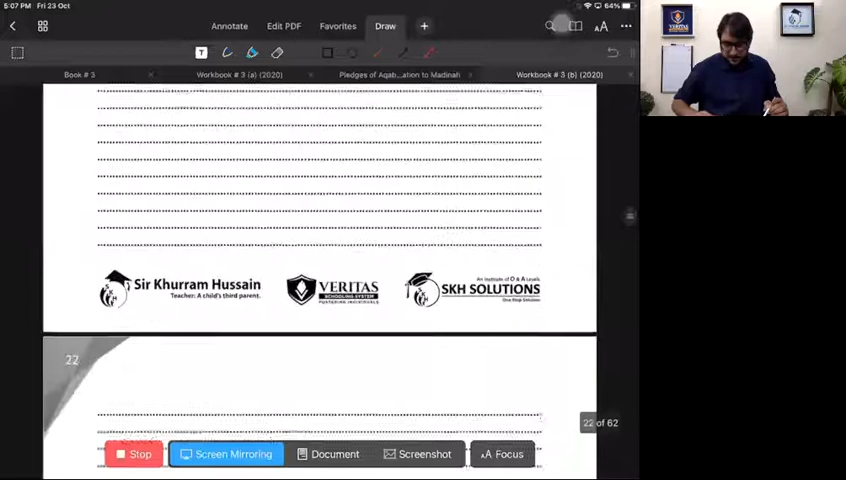 5:07 PM Fri 23 Oct
64%
Annotate Edit PDF Favorites Draw +
AA
T
Book # 3 × Workbook # 3 (a) (2020) × Pledges of Aqab...ation to Madinah × Workbook # 3 (b) (2020) ×
Sir Khurram Hussain
Teacher: A child's third parent.
VERITAS
SCHOOLING SYSTEM
FOSTERING INDIVIDUALS
An institute of O & A Levels
SKH SOLUTIONS
One Stop Solution
22
22 of 62
Stop Screen Mirroring Document Screenshot AA Focus